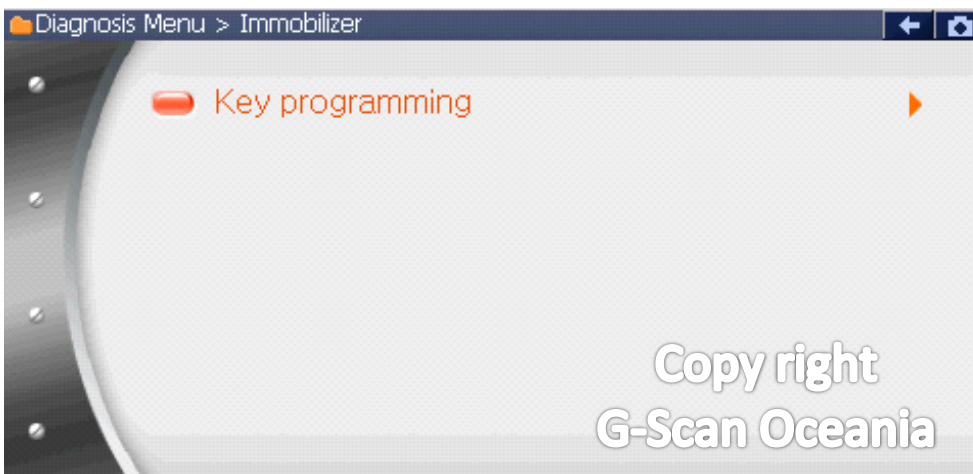 Diagnosis Menu > Immobilizer
Key programming
Copy right
G-Scan Oceania